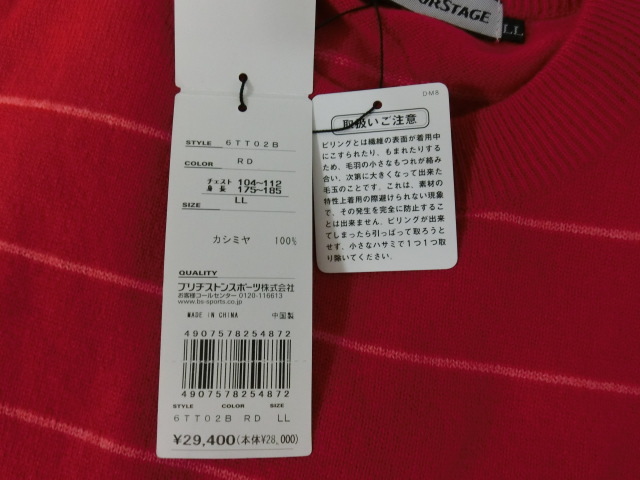 URSTAGE
LL
STYLE 6TT02B
COLOR RD
チェスト 104～112
身長 175～185
SIZE LL
カシミヤ 100%
QUALITY
ブリヂストンスポーツ株式会社
お客様コールセンター 0120-116613
www.bs-sports.co.jp
MADE IN CHINA 中国製
4907578254872
4907578254872
STYLE COLOR SIZE
6TT02B RD LL
¥29,400(本体¥28,000)
DM8
取扱いご注意
ピリングとは繊維の表面が着用中
にこすられたり、もまれたりする
ため、毛羽の小さなもつれが絡み
合い、次第に大きくなって出来た
毛玉のことです。これは、素材の
特性上着用の際避けられない現象
で、その発生を完全に防止するこ
とは出来ません。ピリングが出来
てしまったら引っぱって取ろうと
せず、小さなハサミで1つ1つ取
り除いてください。